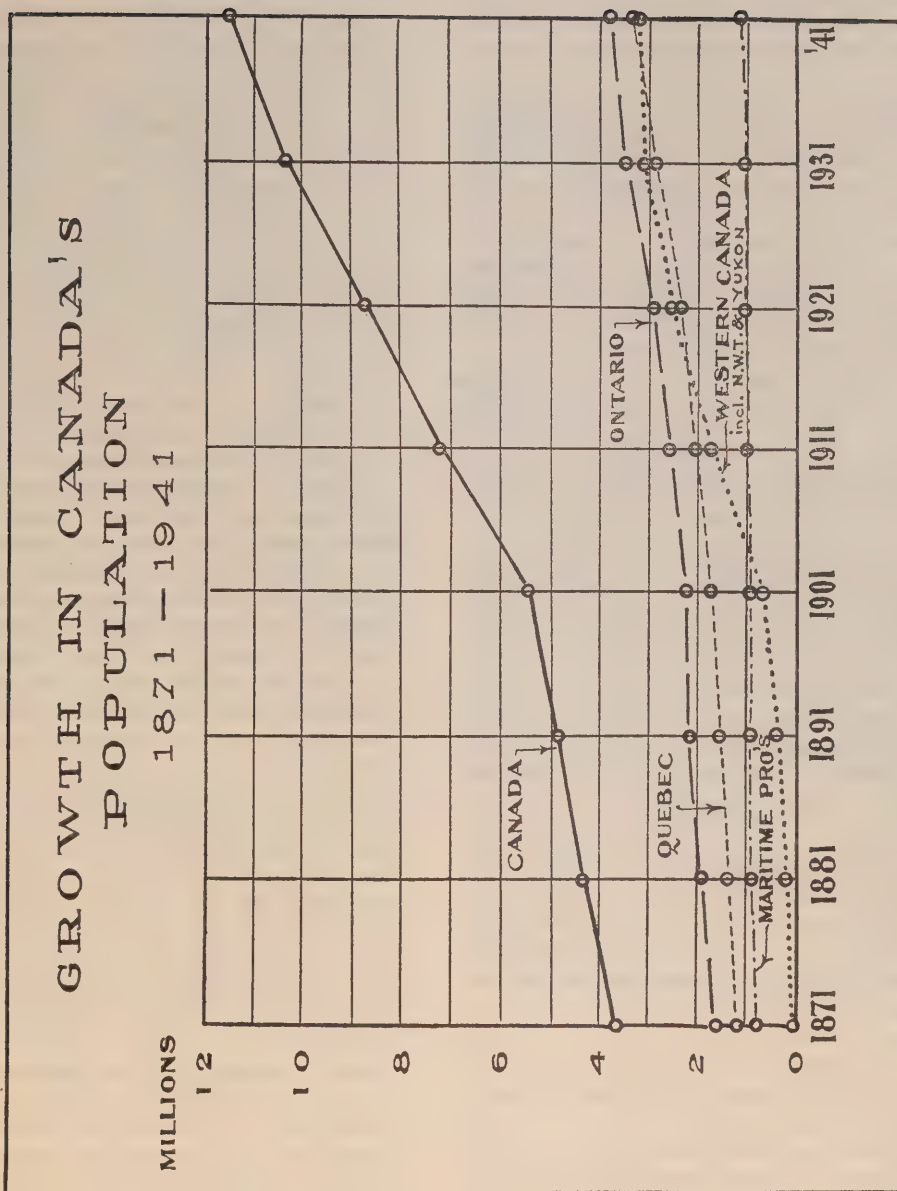 GROWTH IN CANADA'S
POPULATION
1871—1941
MILLIONS
12
10
8
6
4
2
0
CANADA
ONTARIO
QUEBEC
WESTERN CANADA
incl. N.W.T. & YUKON
MARITIME PRO'S
1871
1881
1891
1901
1911
1921
1931
'41